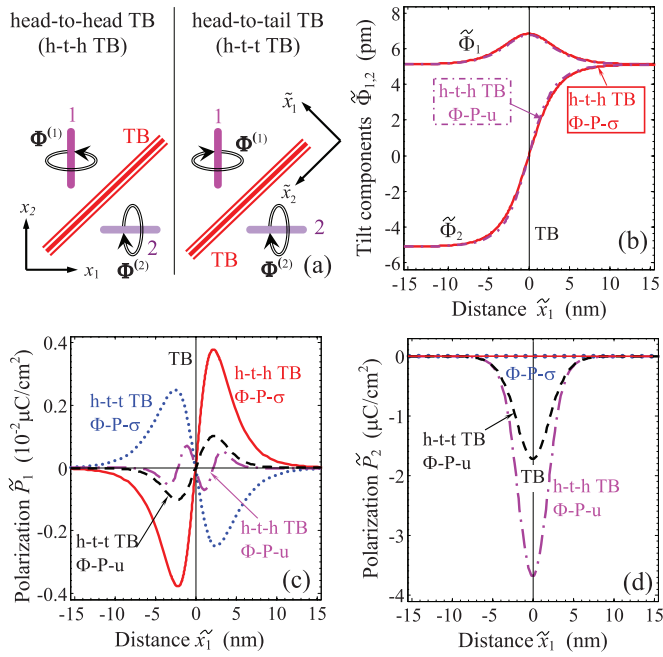 head-to-head TB
(h-t-h TB)
head-to-tail TB
(h-t-t TB)
1
Φ(1)
TB
x2
x1
2
Φ(2)
1
Φ(1)
x̃1
x̃2
2
TB
Φ(2)
(a)
Tilt components Φ̃1,2 (pm)
6
4
2
0
-2
-4
-6
Φ̃1
h-t-h TB
Φ-P-u
h-t-h TB
Φ-P-σ
Φ̃2
TB
(b)
-15
-10
-5
0
5
10
15
Distance x̃1 (nm)
Polarization P̃1 (10-2μC/cm2)
0.4
0.2
0
-0.2
-0.4
TB
h-t-h TB
Φ-P-σ
h-t-t TB
Φ-P-σ
h-t-t TB
Φ-P-u
h-t-h TB
Φ-P-u
(c)
-15
-10
-5
0
5
10
15
Distance x̃1 (nm)
Polarization P̃2 (μC/cm2)
0
-1
-2
-3
-4
Φ-P-σ
h-t-t TB
Φ-P-u
TB
h-t-h TB
Φ-P-u
(d)
-15
-10
-5
0
5
10
15
Distance x̃1 (nm)